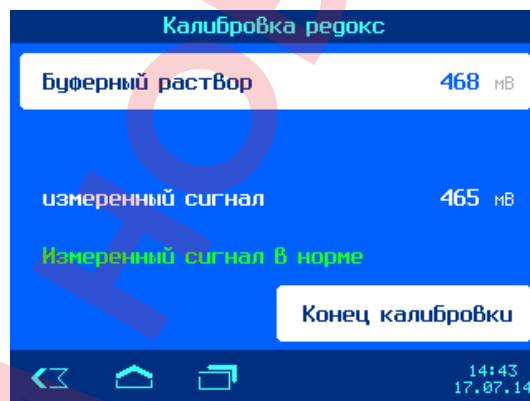 Калибровка редокс
Буферный раствор 468 мВ
измеренный сигнал 465 мВ
Измеренный сигнал в норме
Конец калибровки
14:43
17.07.14